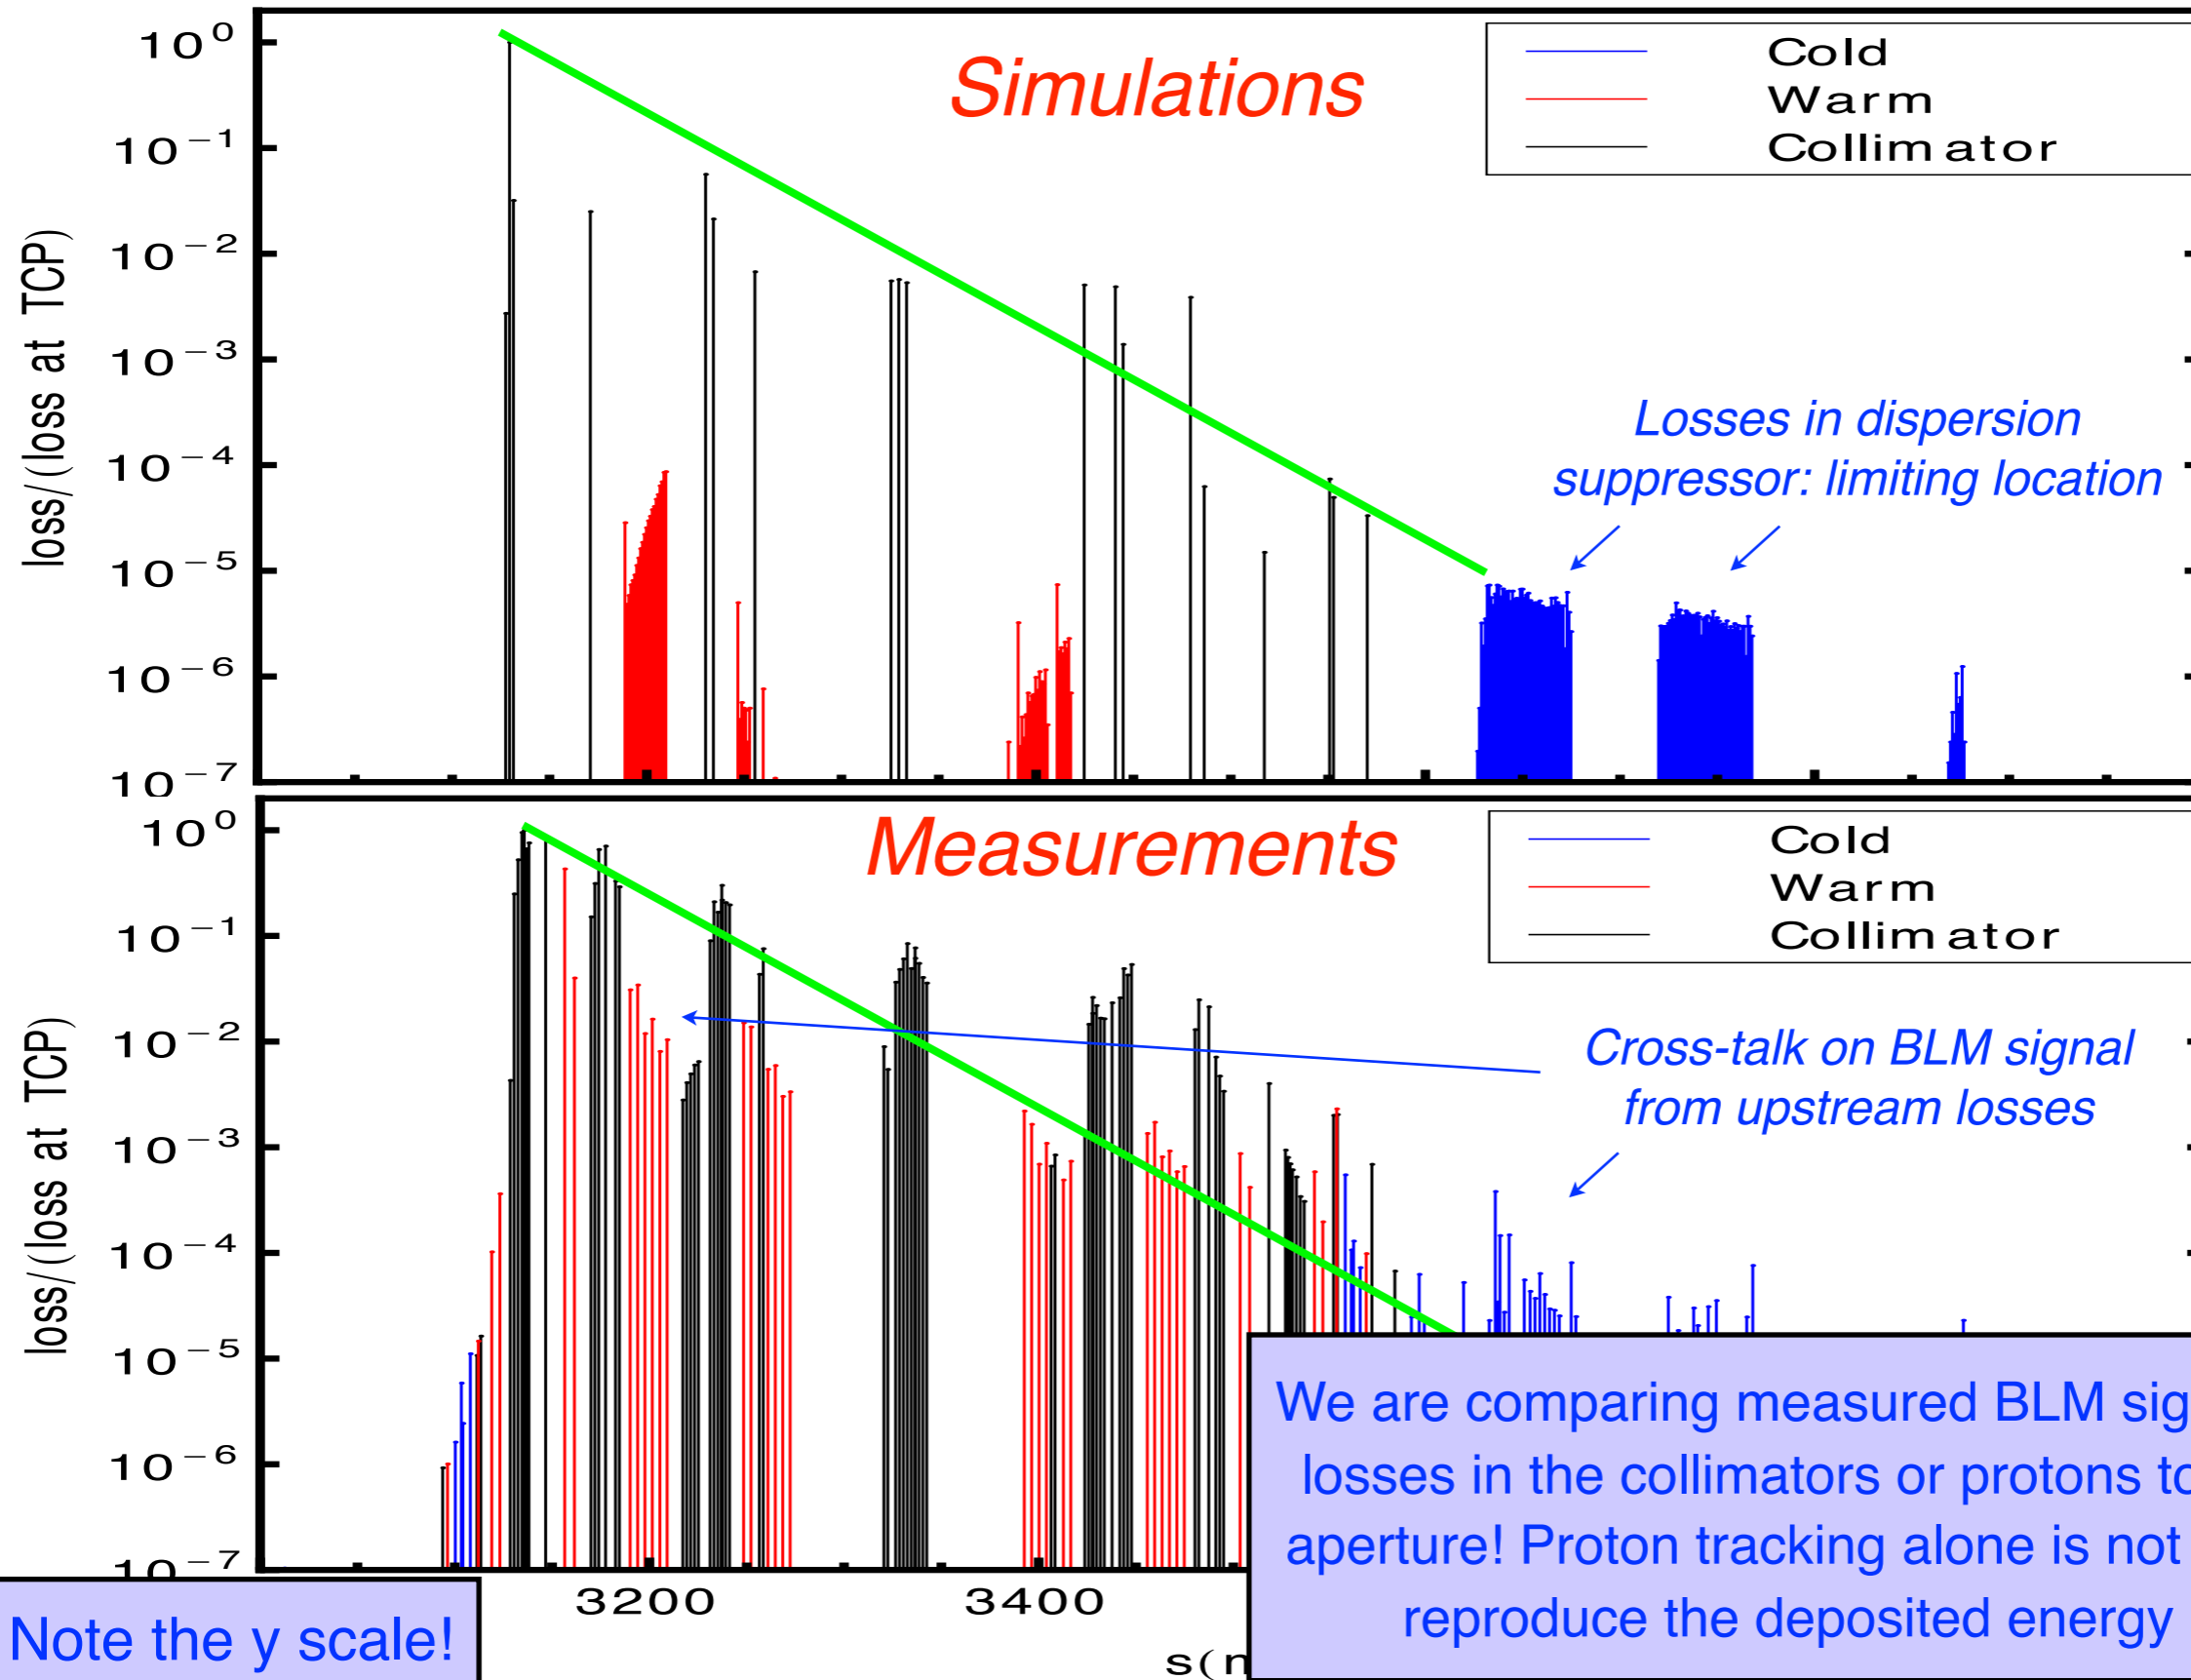 Simulations
Cold
Warm
Collimator
10⁰
10⁻¹
10⁻²
10⁻³
10⁻⁴
10⁻⁵
10⁻⁶
10⁻⁷
loss/(loss at TCP)
Losses in dispersion
suppressor: limiting location
Measurements
Cold
Warm
Collimator
10⁰
10⁻¹
10⁻²
10⁻³
10⁻⁴
10⁻⁵
10⁻⁶
10⁻⁷
loss/(loss at TCP)
Cross-talk on BLM signal
from upstream losses
3200
3400
We are comparing measured BLM
losses in the collimators or protons
aperture! Proton tracking alone is not
reproduce the deposited energy
Note the y scale!